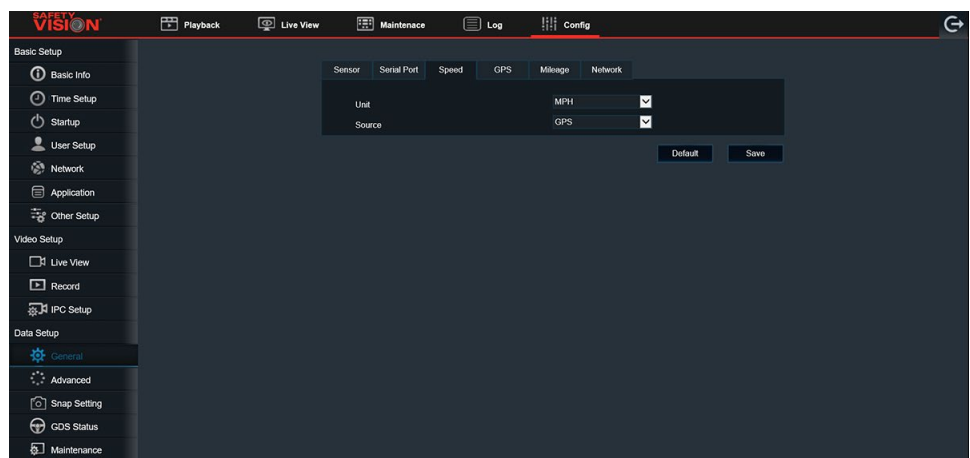 SAFETY
VISION
Playback Live View Maintenace Log Config
Basic Setup
Basic Info
Time Setup
Startup
User Setup
Network
Application
Other Setup
Video Setup
Live View
Record
IPC Setup
Data Setup
General
Advanced
Snap Setting
GDS Status
Maintenance
Sensor Serial Port Speed GPS Mileage Network
Unit MPH
Source GPS
Default Save